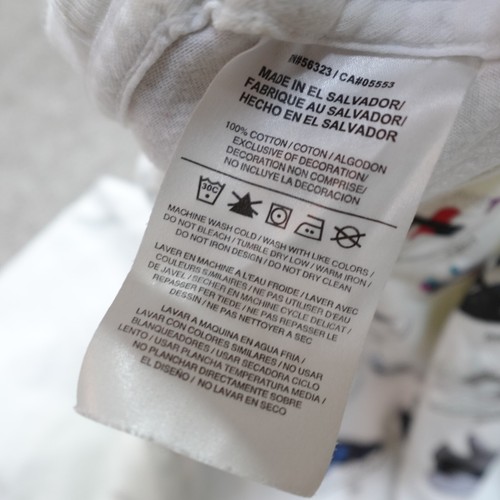 N#56323 / CA#05553
MADE IN EL SALVADOR/
FABRIQUE AU SALVADOR/
HECHO EN EL SALVADOR
100% COTTON / COTON / ALGODON
EXCLUSIVE OF DECORATION/
DECORATION NON COMPRISE/
NO INCLUYE LA DECORACION
30C
MACHINE WASH COLD / WASH WITH LIKE COLORS /
DO NOT BLEACH / TUMBLE DRY LOW / WARM IRON /
DO NOT IRON DESIGN / DO NOT DRY CLEAN
LAVER EN MACHINE A L'EAU FROIDE / LAVER AVEC
COULEURS SIMILAIRES / NE PAS UTILISER D'EAU
DE JAVEL / SECHER EN MACHINE CYCLE DELICAT /
REPASSER FER TIEDE / NE PAS REPASSER LE
DESSIN / NE PAS NETTOYER A SEC
LAVAR A MAQUINA EN AGUA FRIA /
LAVAR CON COLORES SIMILARES / NO USAR
BLANQUEADORES / USAR SECADORA CICLO
LENTO / USAR PLANCHA TEMPERATURA MEDIA /
NO PLANCHAR DIRECTAMENTE SOBRE
EL DISEÑO / NO LAVAR EN SECO